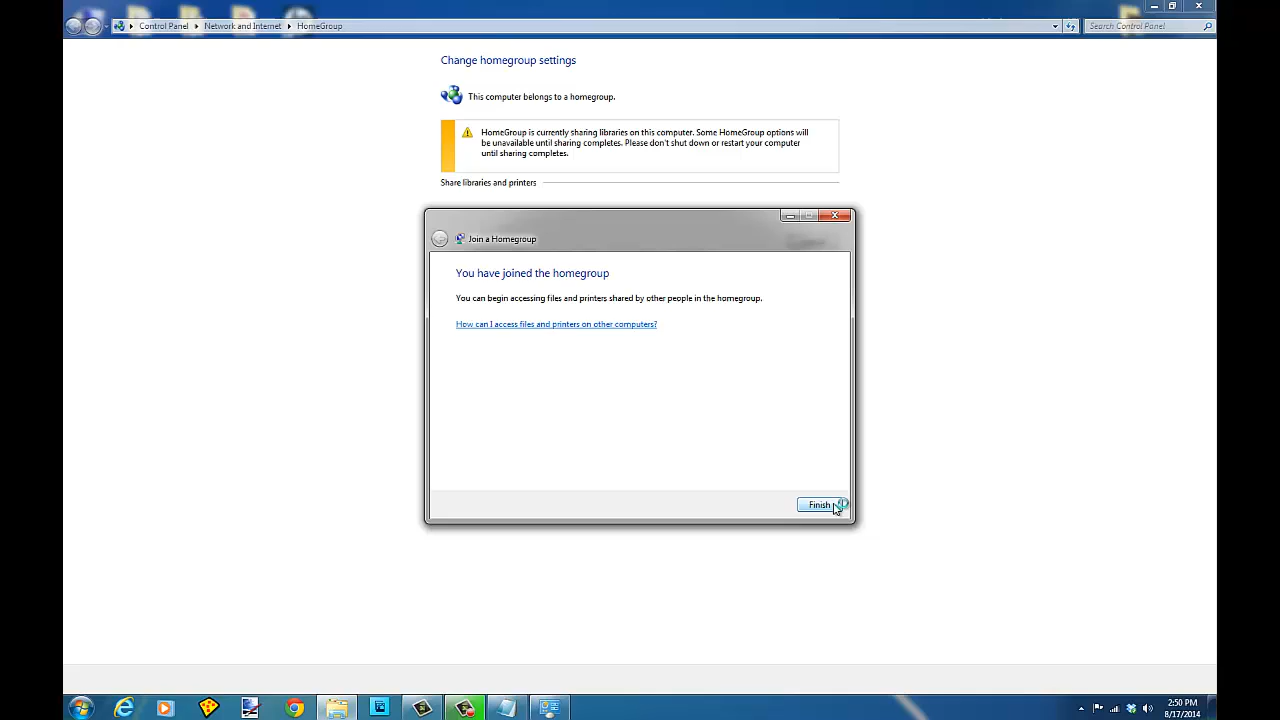 Control Panel Network and Internet HomeGroup
Search Control Panel
Change homegroup settings
This computer belongs to a homegroup.
HomeGroup is currently sharing libraries on this computer. Some HomeGroup options will
be unavailable until sharing completes. Please don't shut down or restart your computer
until sharing completes.
Share libraries and printers
Join a Homegroup
You have joined the homegroup
You can begin accessing files and printers shared by other people in the homegroup.
How can I access files and printers on other computers?
Finish
2:50 PM
8/17/2014